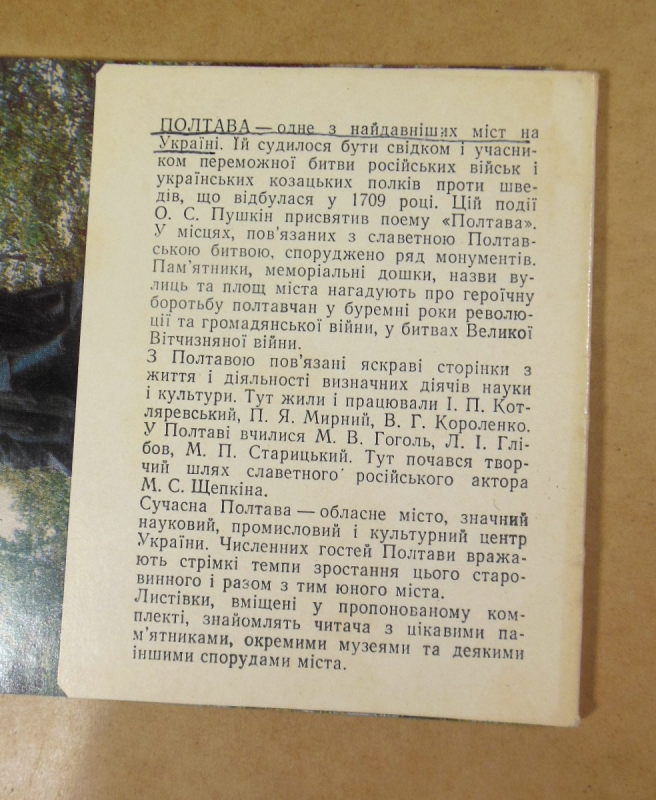 ПОЛТАВА — одне з найдавніших міст на
Україні. Їй судилося бути свідком і учасни-
ком переможної битви російських військ і
українських козацьких полків проти шве-
дів, що відбулася у 1709 році. Цій події
О. С. Пушкін присвятив поему «Полтава».
У місцях, пов'язаних з славетною Полтав-
ською битвою, споруджено ряд монументів.
Пам'ятники, меморіальні дошки, назви ву-
лиць та площ міста нагадують про героїчну
боротьбу полтавчан у буремні роки револю-
ції та громадянської війни, у битвах Великої
Вітчизняної війни.
З Полтавою пов'язані яскраві сторінки з
життя і діяльності визначних діячів науки
і культури. Тут жили і працювали І. П. Кот-
ляревський, П. Я. Мирний, В. Г. Короленко.
У Полтаві вчилися М. В. Гоголь, Л. І. Глі-
бов, М. П. Старицький. Тут почався твор-
чий шлях славетного російського актора
М. С. Щепкіна.
Сучасна Полтава — обласне місто, значний
науковий, промисловий і культурний центр
України. Численних гостей Полтави вража-
ють стрімкі темпи зростання цього старо-
винного і разом з тим юного міста.
Листівки, вміщені у пропонованому ком-
плекті, знайомлять читача з цікавими па-
м'ятниками, окремими музеями та деякими
іншими спорудами міста.